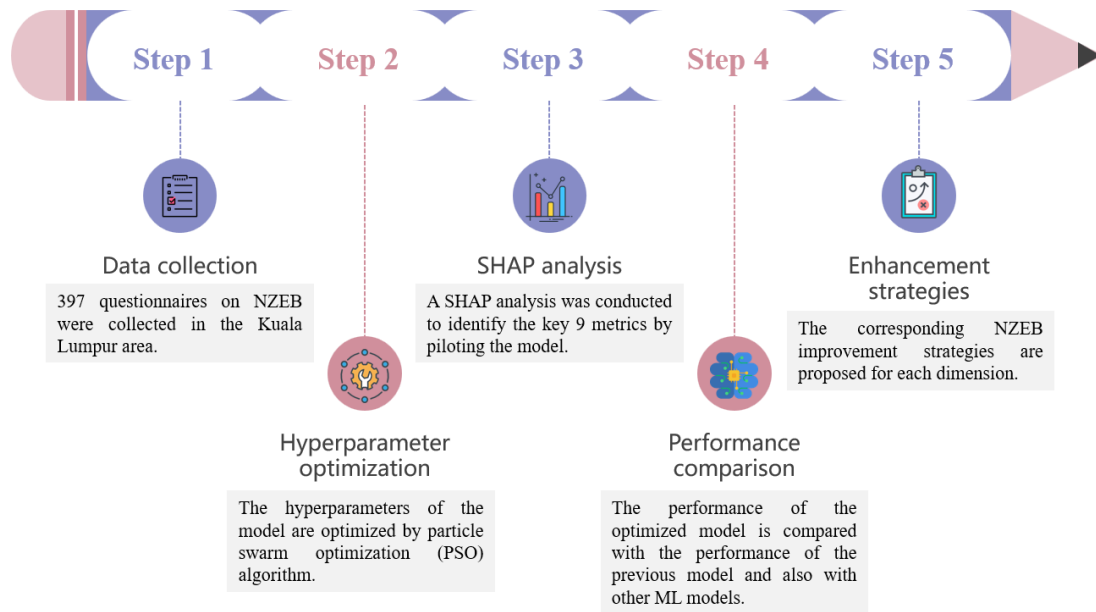 Step 1
Step 2
Step 3
Step 4
Step 5
Data collection
397 questionnaires on NZEB
were collected in the Kuala
Lumpur area.
Hyperparameter
optimization
The hyperparameters of the
model are optimized by particle
swarm optimization (PSO)
algorithm.
SHAP analysis
A SHAP analysis was conducted
to identify the key 9 metrics by
piloting the model.
Performance
comparison
The performance of the
optimized model is compared
with the performance of the
previous model and also with
other ML models.
Enhancement
strategies
The corresponding NZEB
improvement strategies are
proposed for each dimension.